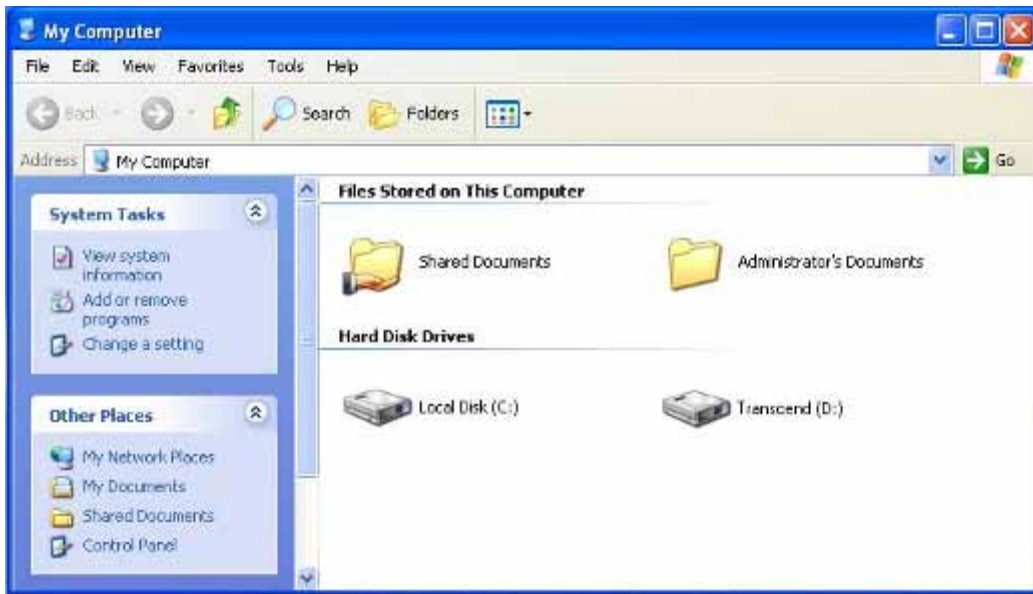 My Computer
File Edit View Favorites Tools Help
Back Search Folders
Address My Computer Go
System Tasks
View system
information
Add or remove
programs
Change a setting
Other Places
My Network Places
My Documents
Shared Documents
Control Panel
Files Stored on This Computer
Shared Documents Administrator's Documents
Hard Disk Drives
Local Disk (C:) Transcend (D:)